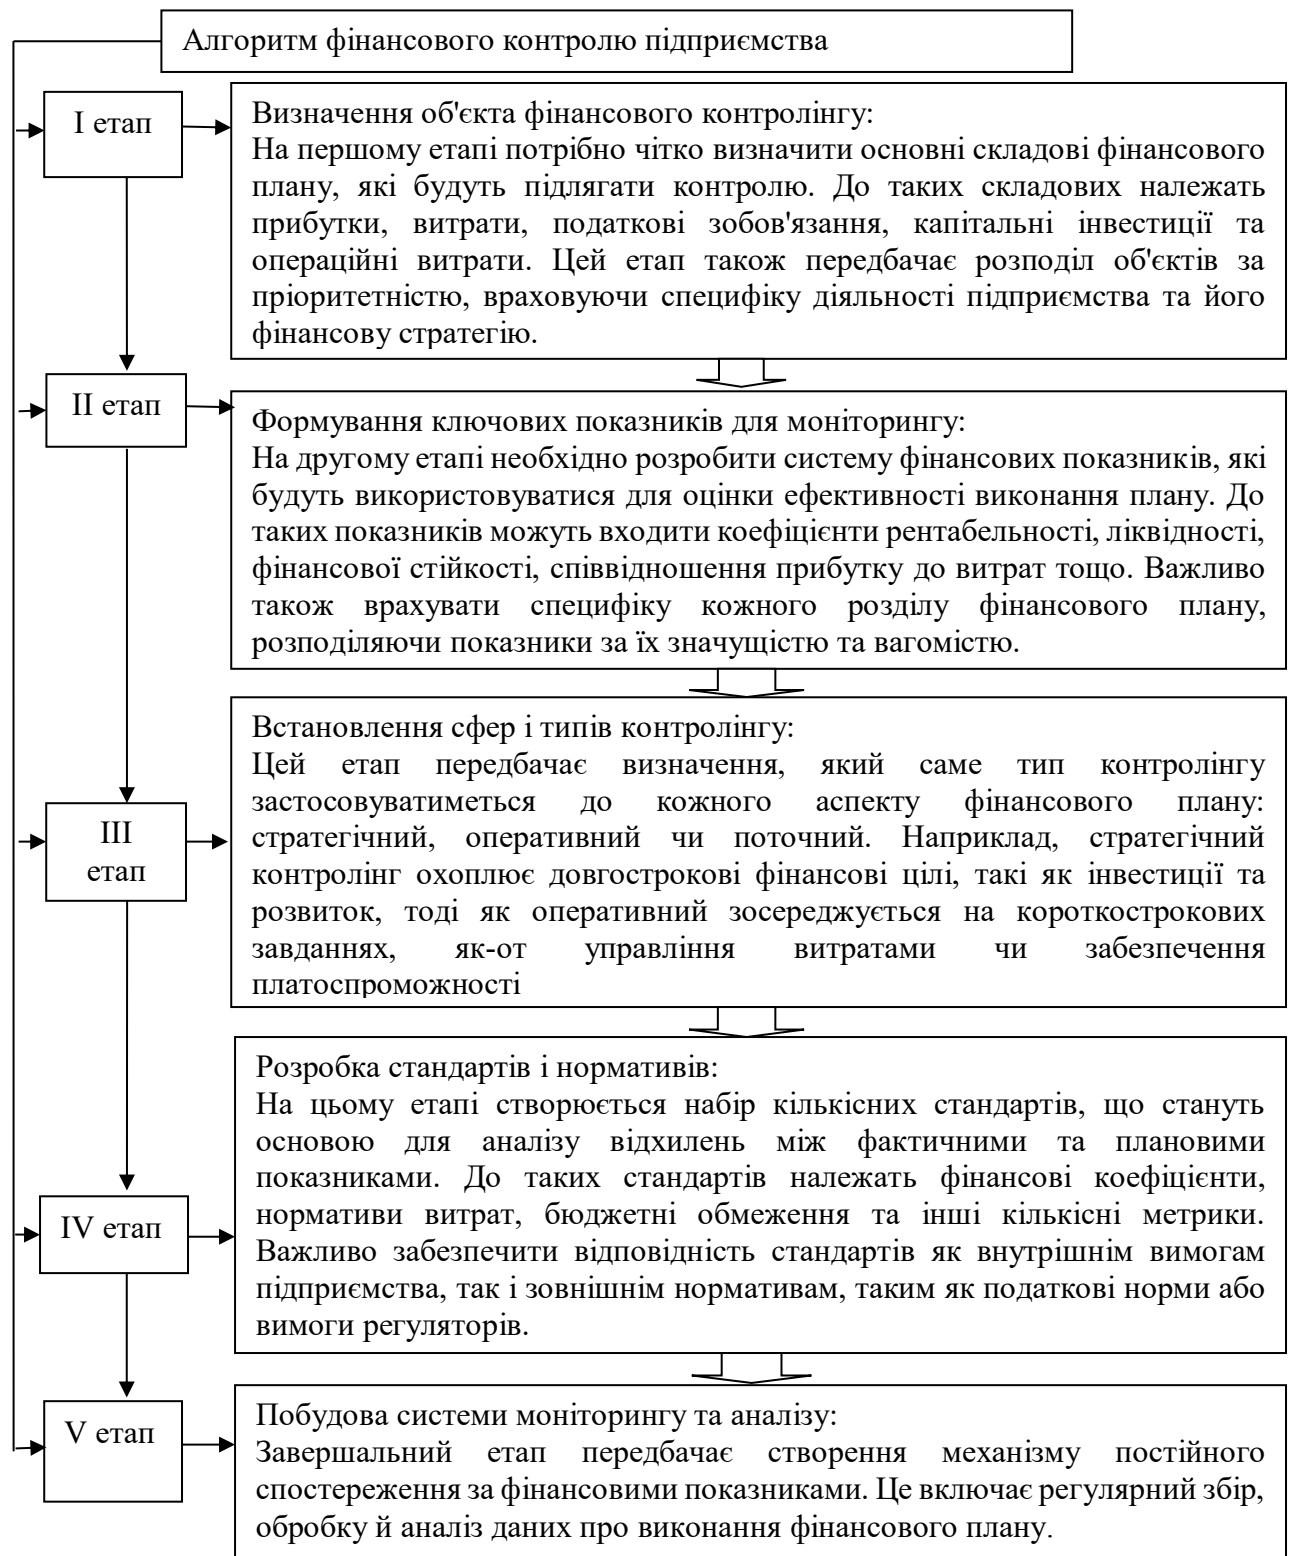 Алгоритм фінансового контролю підприємства
І етап
Визначення об'єкта фінансового контролінгу:
На першому етапі потрібно чітко визначити основні складові фінансового
плану, які будуть підлягати контролю. До таких складових належать
прибутки, витрати, податкові зобов'язання, капітальні інвестиції та
операційні витрати. Цей етап також передбачає розподіл об'єктів за
пріоритетністю, враховуючи специфіку діяльності підприємства та його
фінансову стратегію.
ІІ етап
Формування ключових показників для моніторингу:
На другому етапі необхідно розробити систему фінансових показників, які
будуть використовуватися для оцінки ефективності виконання плану. До
таких показників можуть входити коефіцієнти рентабельності, ліквідності,
фінансової стійкості, співвідношення прибутку до витрат тощо. Важливо
також врахувати специфіку кожного розділу фінансового плану,
розподіляючи показники за їх значущістю та вагомістю.
ІІІ
етап
Встановлення сфер і типів контролінгу:
Цей етап передбачає визначення, який саме тип контролінгу
застосовуватиметься до кожного аспекту фінансового плану:
стратегічний, оперативний чи поточний. Наприклад, стратегічний
контролінг охоплює довгострокові фінансові цілі, такі як інвестиції та
розвиток, тоді як оперативний зосереджується на короткострокових
завданнях, як-от управління витратами чи забезпечення
платоспроможності
IV етап
Розробка стандартів і нормативів:
На цьому етапі створюється набір кількісних стандартів, що стануть
основою для аналізу відхилень між фактичними та плановими
показниками. До таких стандартів належать фінансові коефіцієнти,
нормативи витрат, бюджетні обмеження та інші кількісні метрики.
Важливо забезпечити відповідність стандартів як внутрішнім вимогам
підприємства, так і зовнішнім нормативам, таким як податкові норми або
вимоги регуляторів.
V етап
Побудова системи моніторингу та аналізу:
Завершальний етап передбачає створення механізму постійного
спостереження за фінансовими показниками. Це включає регулярний збір,
обробку й аналіз даних про виконання фінансового плану.